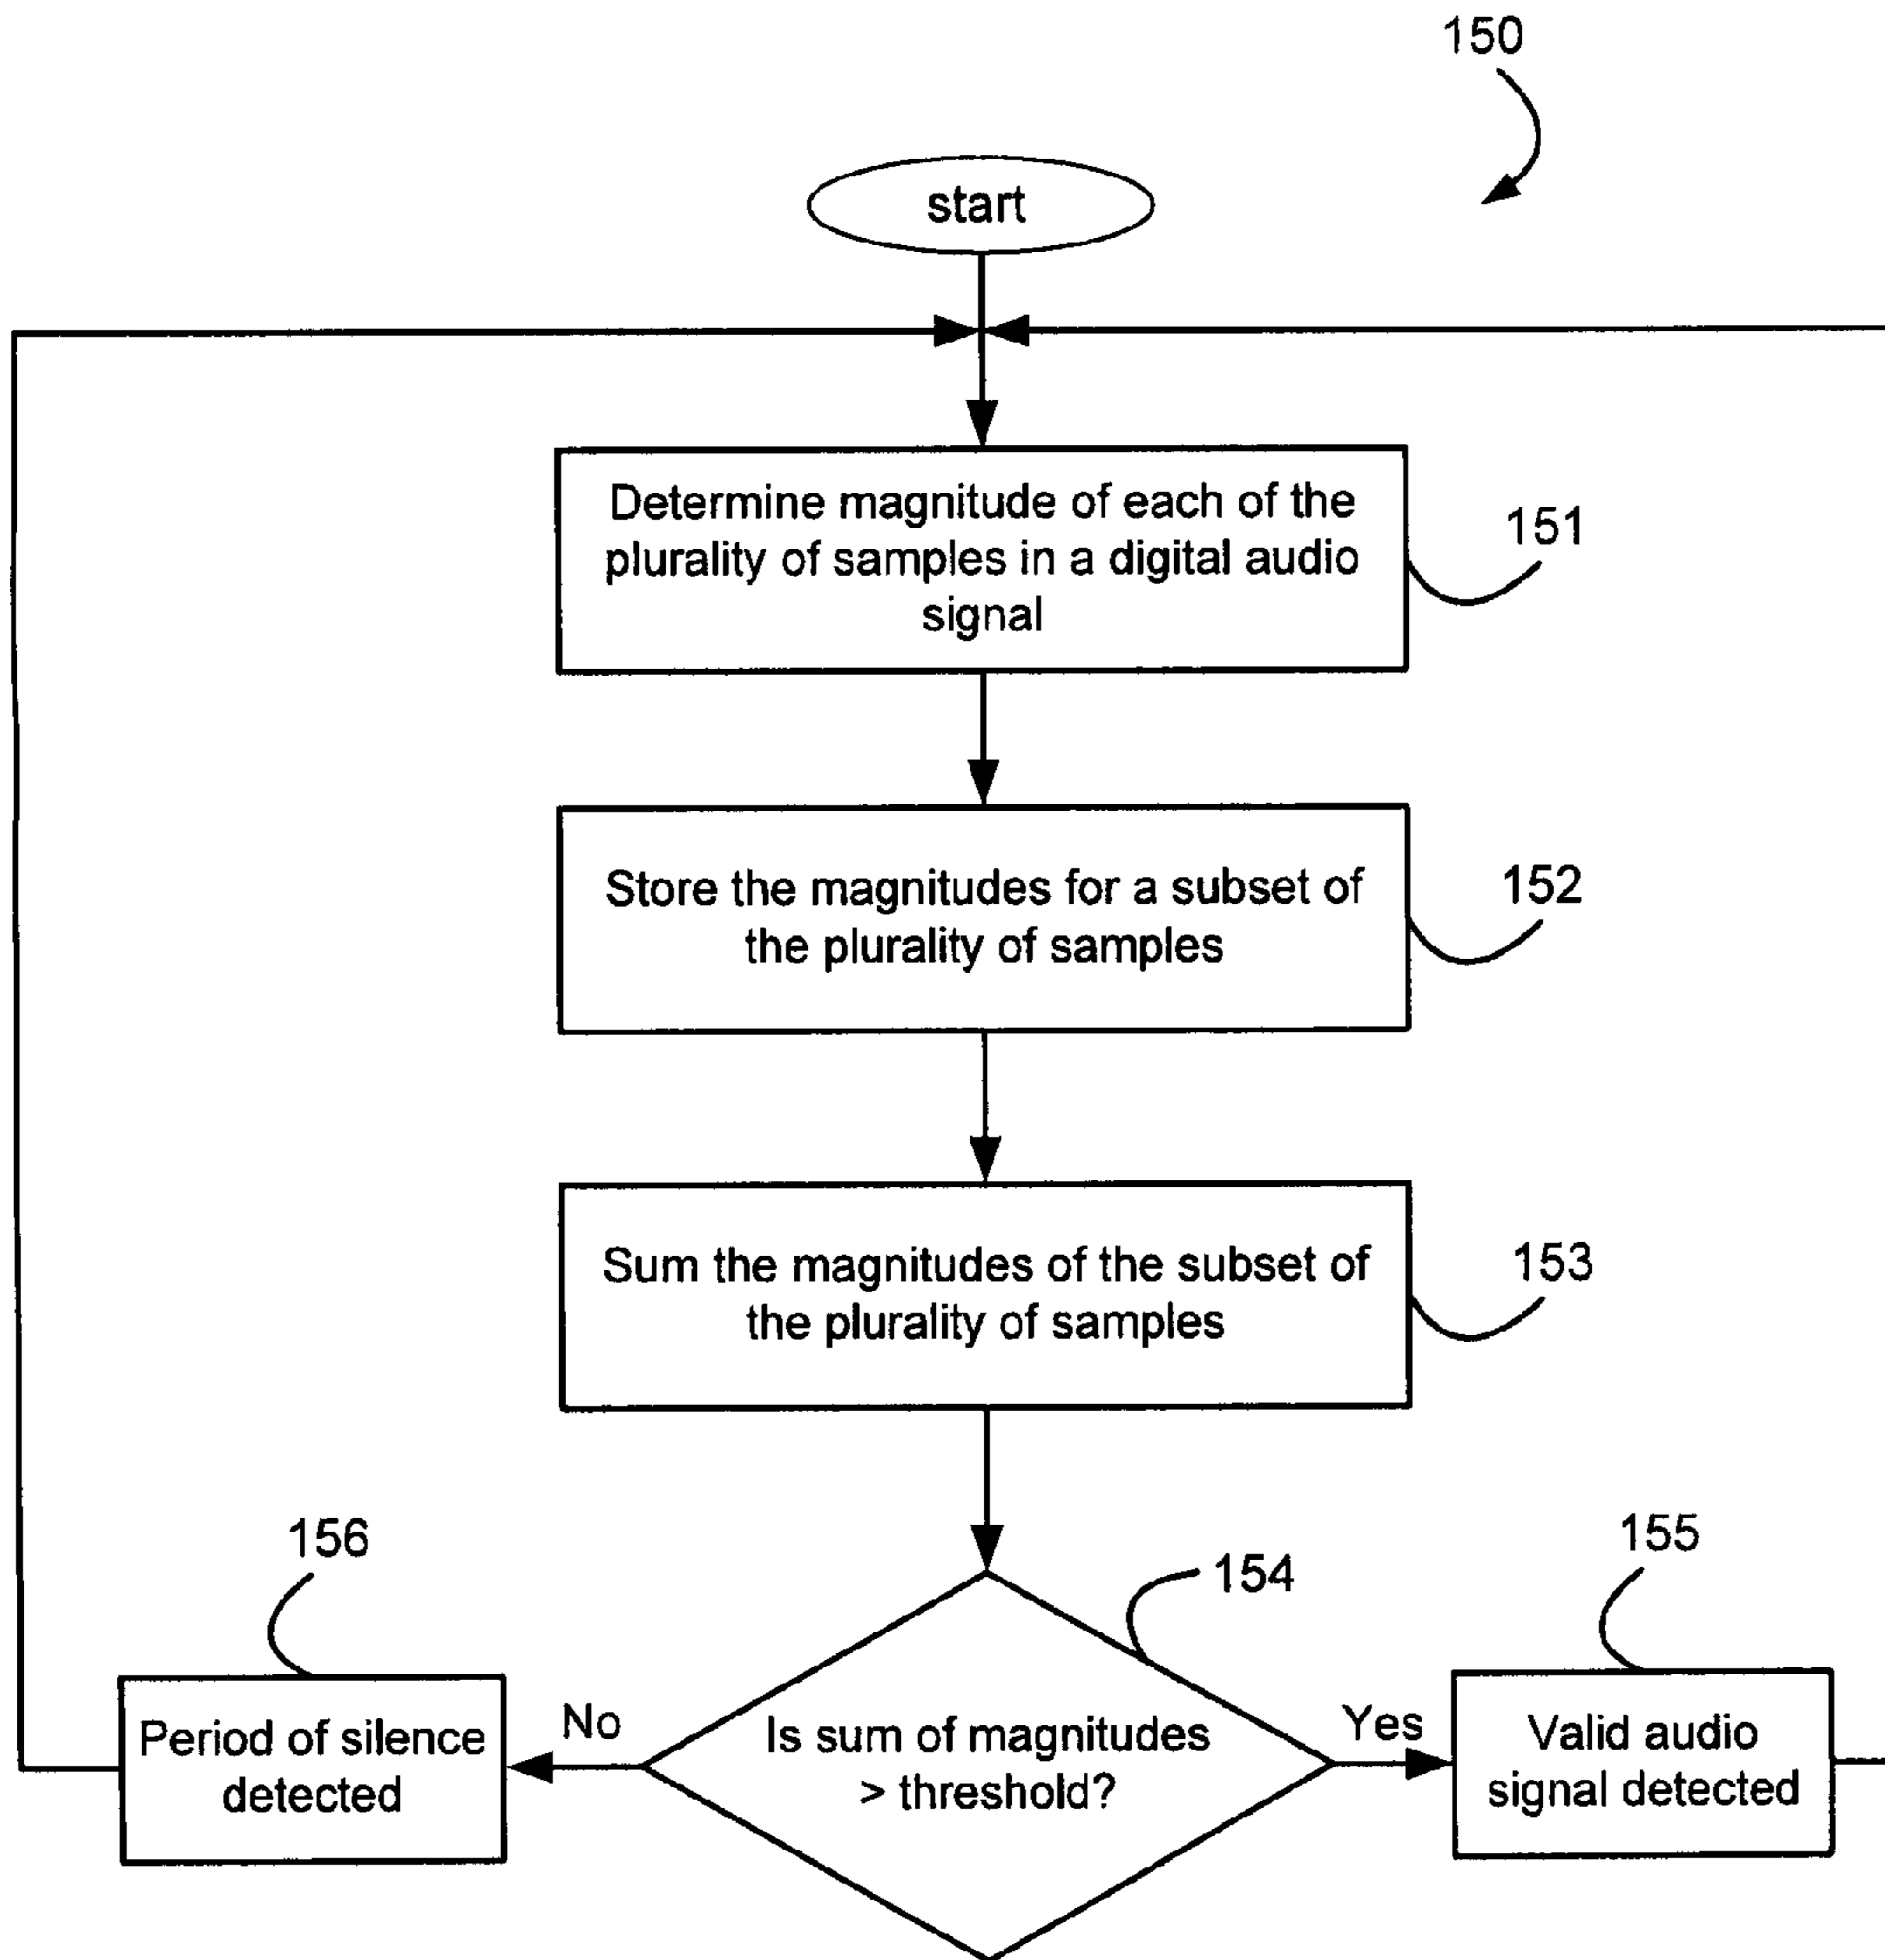 150
start
Determine magnitude of each of the
plurality of samples in a digital audio
signal
151
Store the magnitudes for a subset of
the plurality of samples
152
Sum the magnitudes of the subset of
the plurality of samples
153
156
154
155
Period of silence
detected
No
Is sum of magnitudes
> threshold?
Yes
Valid audio
signal detected